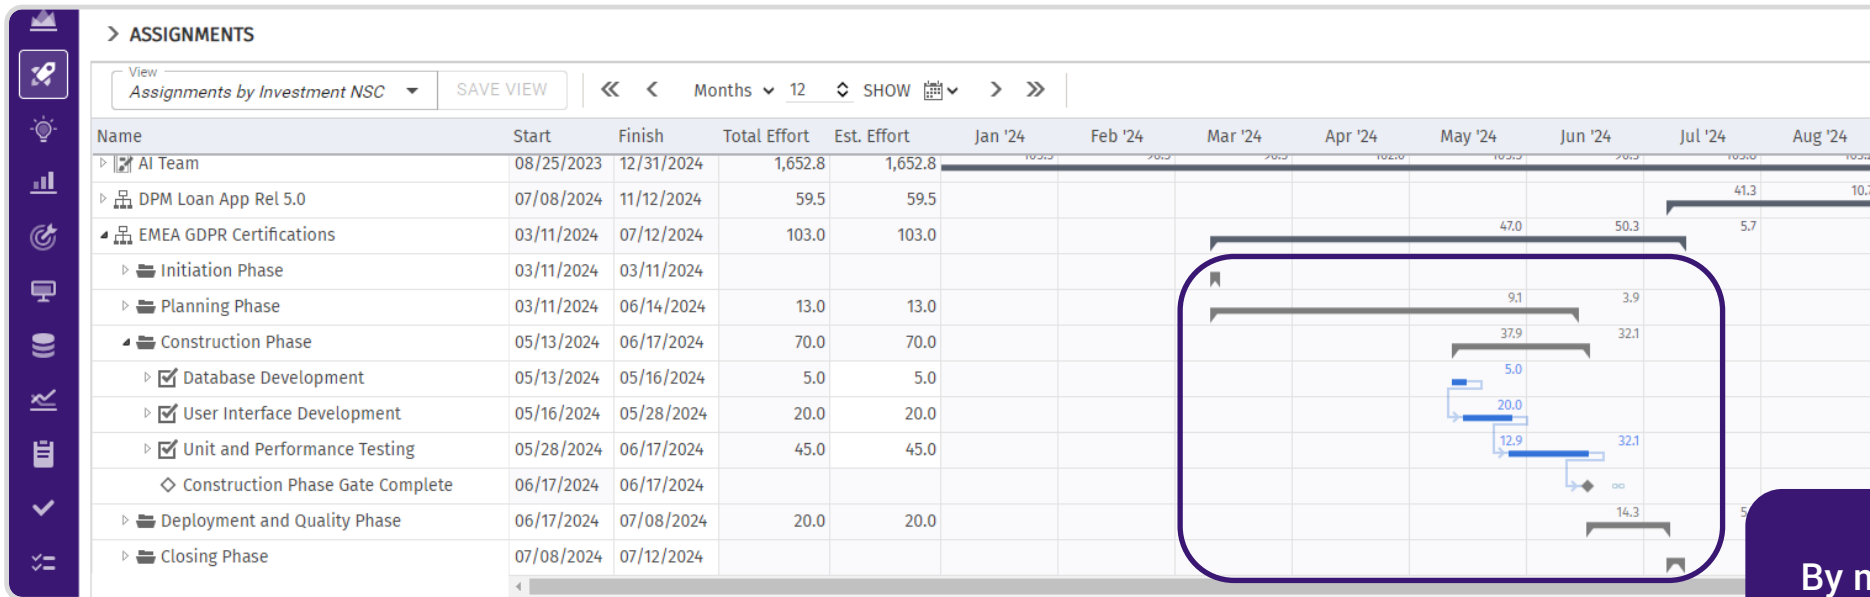 ASSIGNMENTS
View
Assignments by Investment NSC
SAVE VIEW
Months 12 SHOW
Name Start Finish Total Effort Est. Effort Jan '24 Feb '24 Mar '24 Apr '24 May '24 Jun '24 Jul '24 Aug '24
AI Team 08/25/2023 12/31/2024 1,652.8 1,652.8
DPM Loan App Rel 5.0 07/08/2024 11/12/2024 59.5 59.5 41.3 10.7
EMEA GDPR Certifications 03/11/2024 07/12/2024 103.0 103.0 47.0 50.3 5.7
Initiation Phase 03/11/2024 03/11/2024
Planning Phase 03/11/2024 06/14/2024 13.0 13.0 9.1 3.9
Construction Phase 05/13/2024 06/17/2024 70.0 70.0 37.9 32.1
Database Development 05/13/2024 05/16/2024 5.0 5.0 5.0
User Interface Development 05/16/2024 05/28/2024 20.0 20.0 20.0
Unit and Performance Testing 05/28/2024 06/17/2024 45.0 45.0 12.9 32.1
Construction Phase Gate Complete 06/17/2024 06/17/2024
Deployment and Quality Phase 06/17/2024 07/08/2024 20.0 20.0 14.3
Closing Phase 07/08/2024 07/12/2024
By